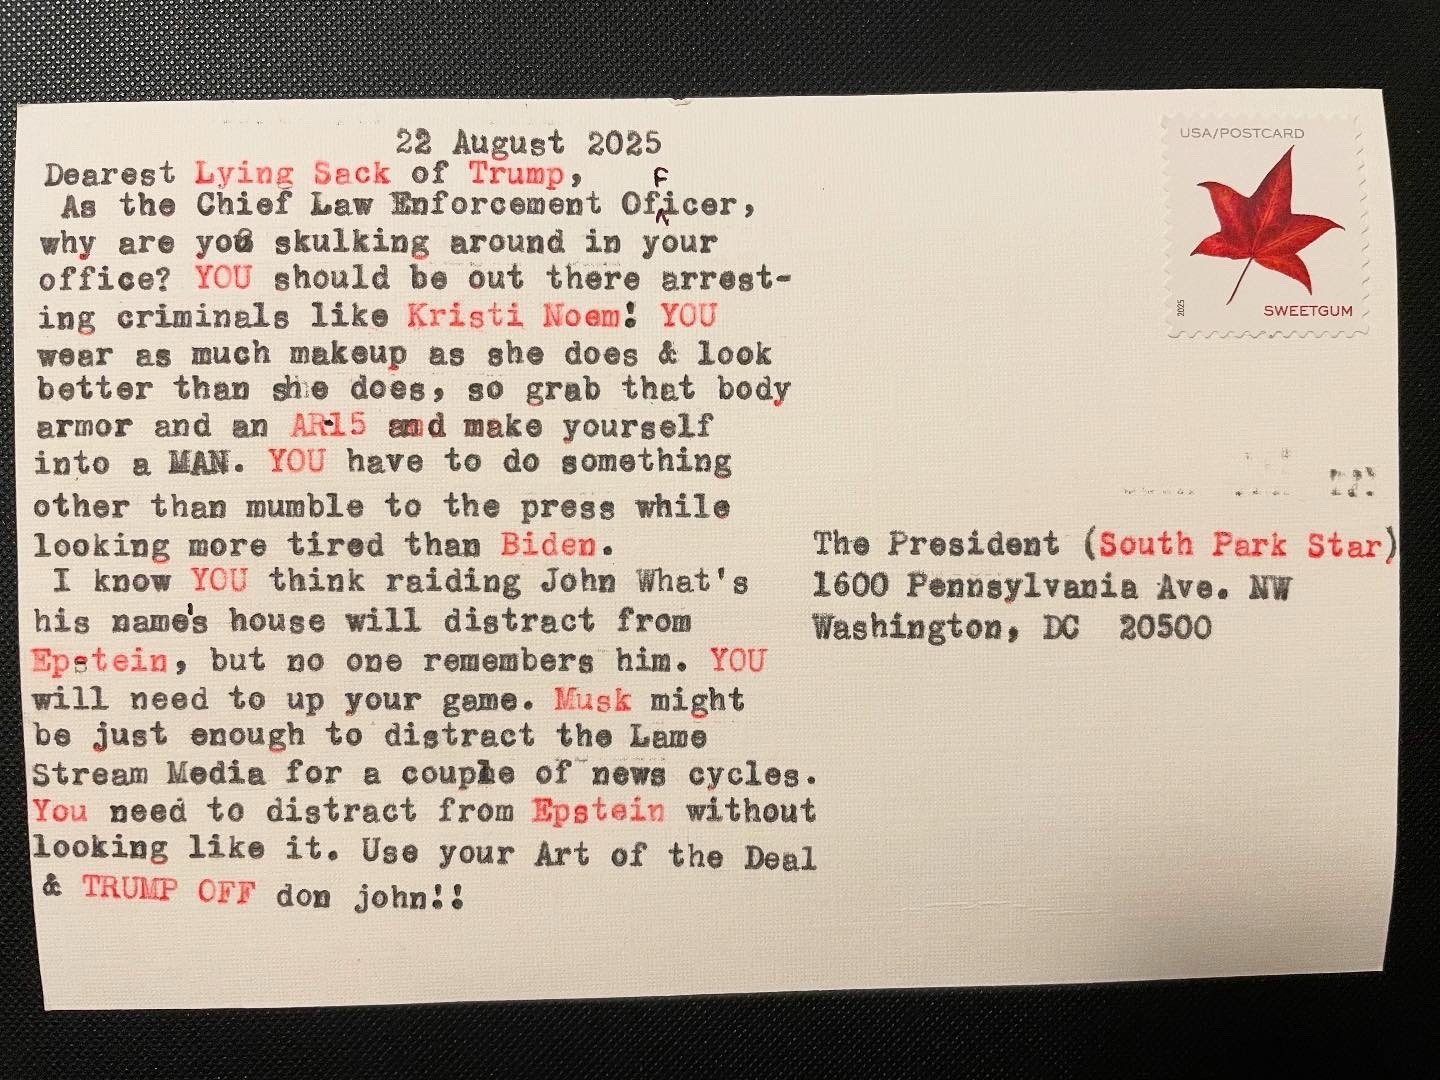 22 August 2025
Dearest Lying Sack of Trump,
F
As the Chief Law Enforcement Oficer,
why are you skulking around in your
office? YOU should be out there arrest-
ing criminals like Kristi Noem! YOU
wear as much makeup as she does & look
better than she does, so grab that body
armor and an AR-15 and make yourself
into a MAN. YOU have to do something
other than mumble to the press while
looking more tired than Biden.
I know YOU think raiding John What's
his name's house will distract from
Epstein, but no one remembers him. YOU
will need to up your game. Musk might
be just enough to distract the Lame
Stream Media for a couple of news cycles.
You need to distract from Epstein without
looking like it. Use your Art of the Deal
& TRUMP OFF don john!!
USA/POSTCARD
2025
SWEETGUM
The President (South Park Star)
1600 Pennsylvania Ave. NW
Washington, DC 20500